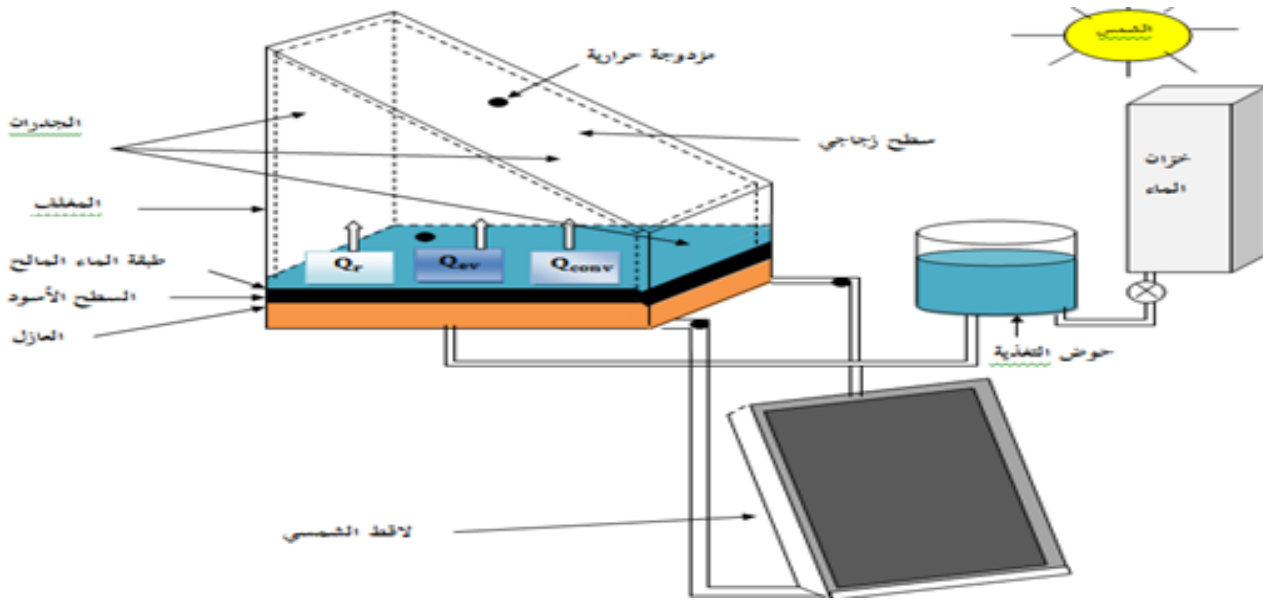 الشمس
مزدوجة حرارية
الجدران
سطح زجاجي
خزان
الماء
المغلف
Qr
Qev
Qconv
طبقة الماء المالح
السطح الأسود
العازل
حوض التغذية
لاقط الشمسي